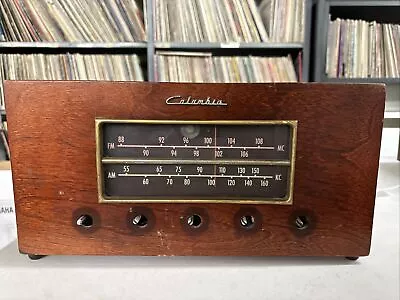 Columbia
88 92 96 100 104 108
FM MC
90 94 98 102 106
55 65 75 90 110 130 150
AM KC
60 70 80 100 120 140 160
AHA